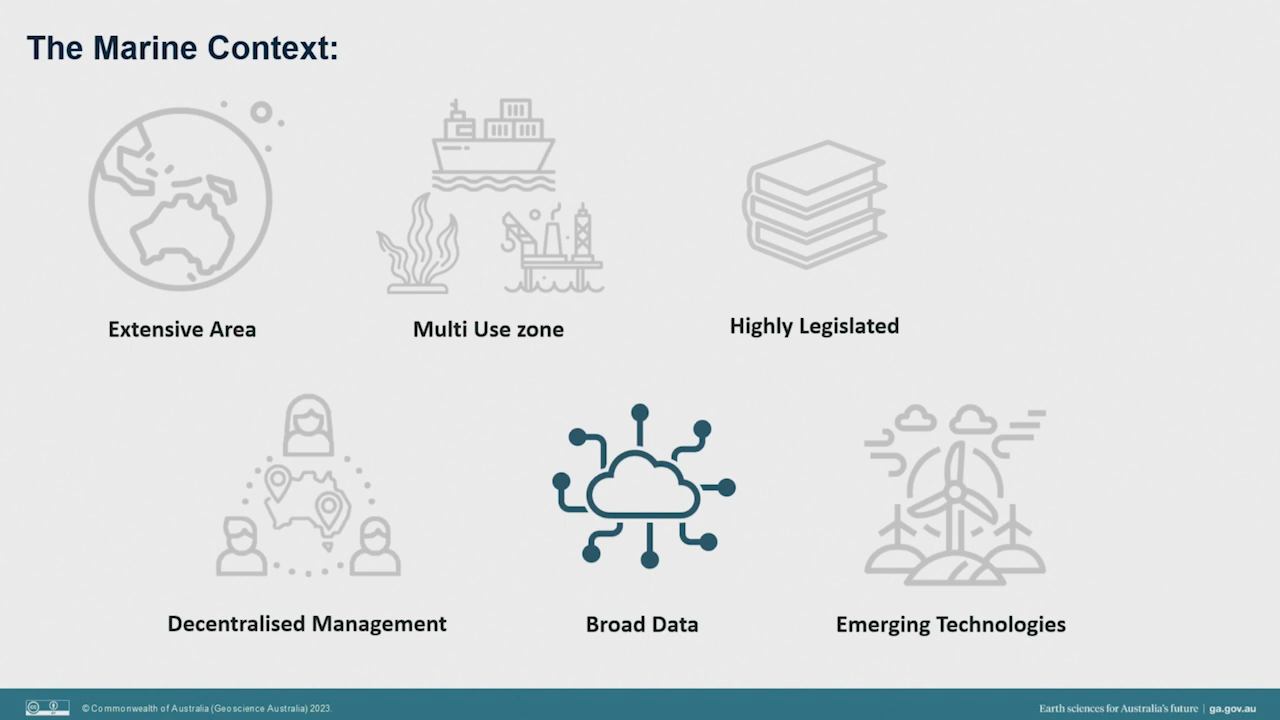 The Marine Context:
Extensive Area
Multi Use zone
Highly Legislated
Decentralised Management
Broad Data
Emerging Technologies
© Commonwealth of Australia (Geoscience Australia) 2023.
Earth sciences for Australia's future | ga.gov.au